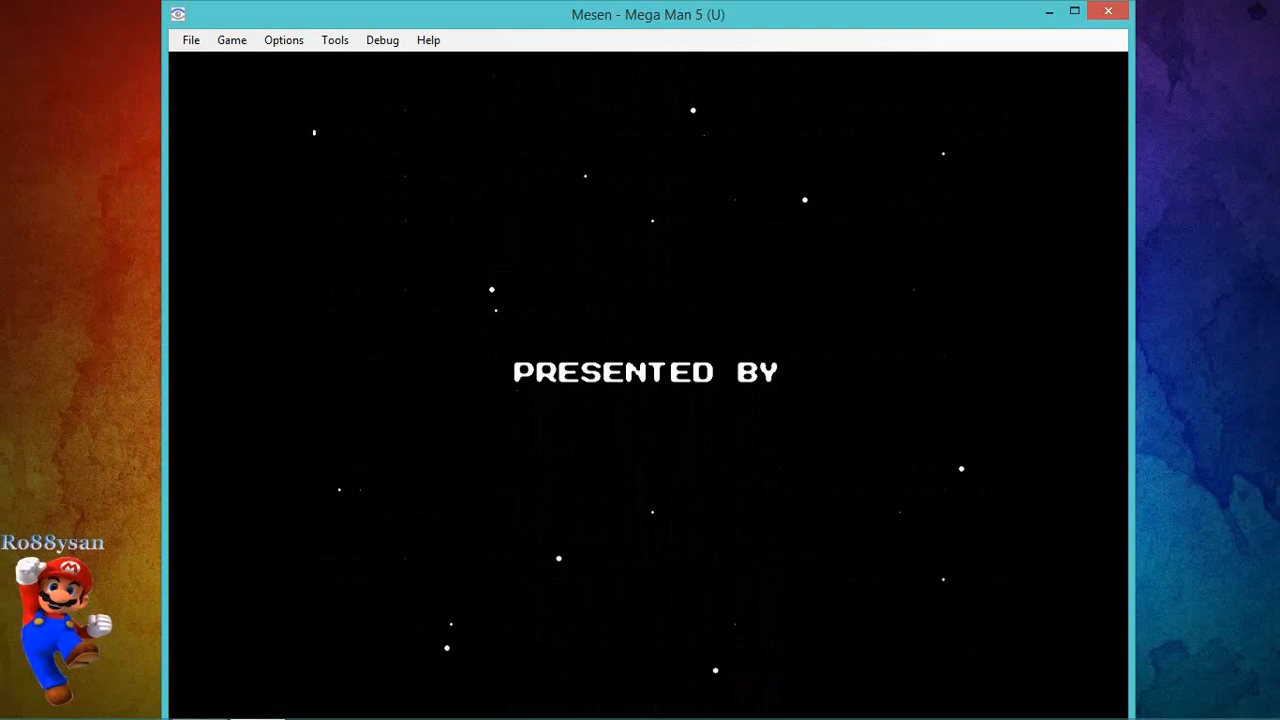 Mesen - Mega Man 5 (U)
File Game Options Tools Debug Help
PRESENTED BY
Ro88ysan
M